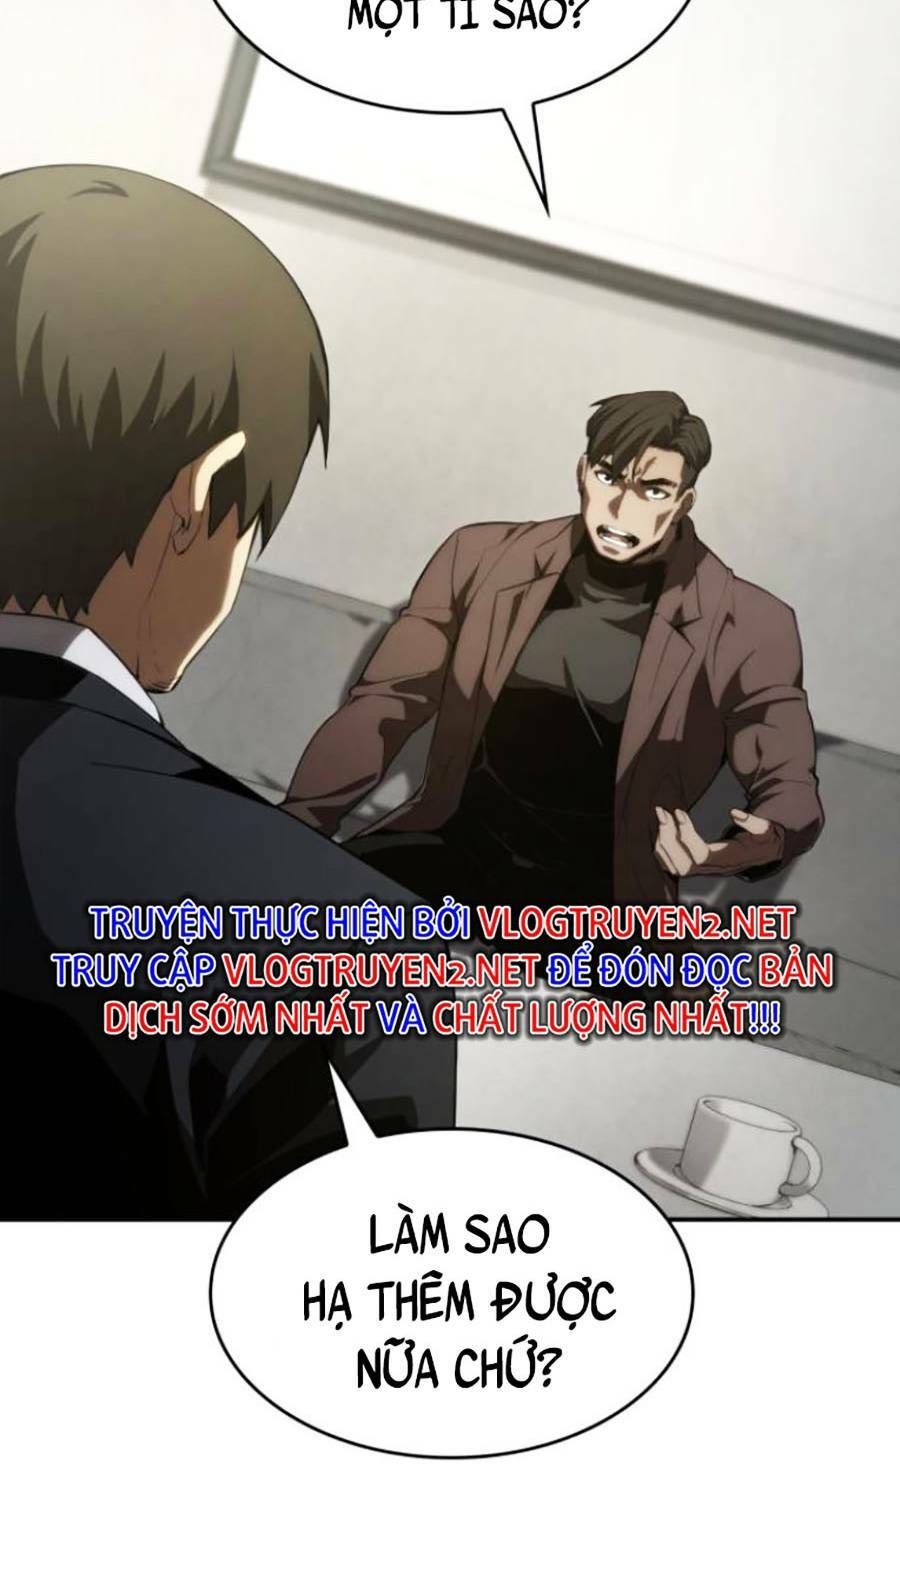 MỘT TÍ SAO?
TRUYỆN THỰC HIỆN BỞI VLOGTRUYEN2.NET
TRUY CẬP VLOGTRUYEN2.NET ĐỂ ĐÓN ĐỌC BẢN
DỊCH SỚM NHẤT VÀ CHẤT LƯỢNG NHẤT!!!
LÀM SAO
HẠ THÊM ĐƯỢC
NỮA CHỨ?